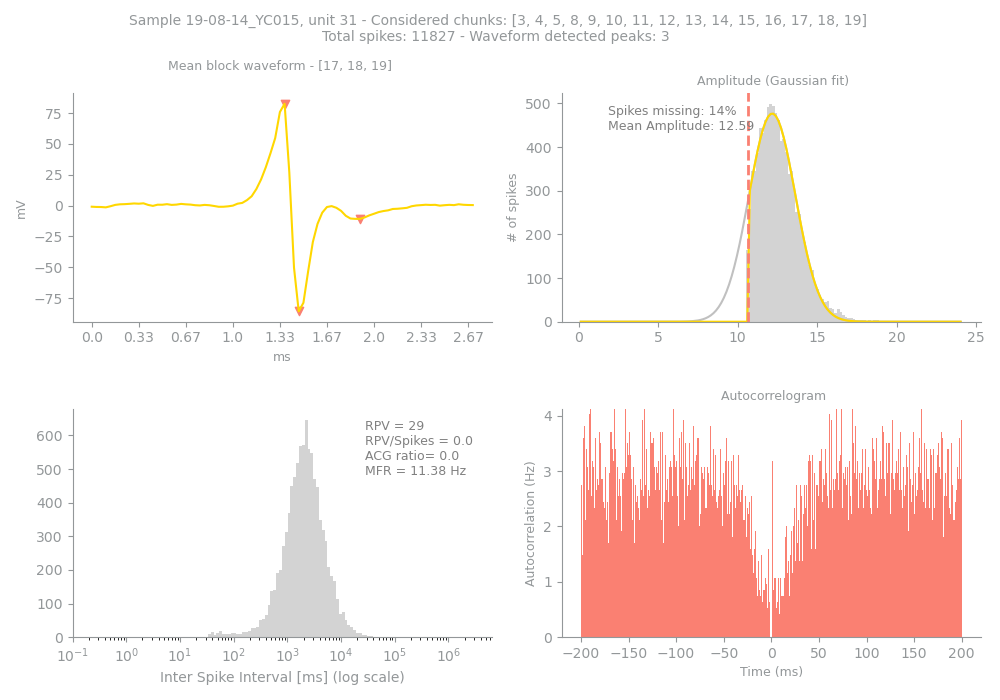 Sample 19-08-14_YC015, unit 31 - Considered chunks: [3, 4, 5, 8, 9, 10, 11, 12, 13, 14, 15, 16, 17, 18, 19]
Total spikes: 11827 - Waveform detected peaks: 3
Mean block waveform - [17, 18, 19]
75
50
25
0
−25
−50
−75
mV
0.0 0.33 0.67 1.0 1.33 1.67 2.0 2.33 2.67
ms
Amplitude (Gaussian fit)
Spikes missing: 14%
Mean Amplitude: 12.59
500
400
300
200
100
0
# of spikes
0 5 10 15 20 25
RPV = 29
RPV/Spikes = 0.0
ACG ratio= 0.0
MFR = 11.38 Hz
600
500
400
300
200
100
0
10⁻¹ 10⁰ 10¹ 10² 10³ 10⁴ 10⁵ 10⁶
Inter Spike Interval [ms] (log scale)
Autocorrelogram
4
3
2
1
0
Autocorrelation (Hz)
−200 −150 −100 −50 0 50 100 150 200
Time (ms)